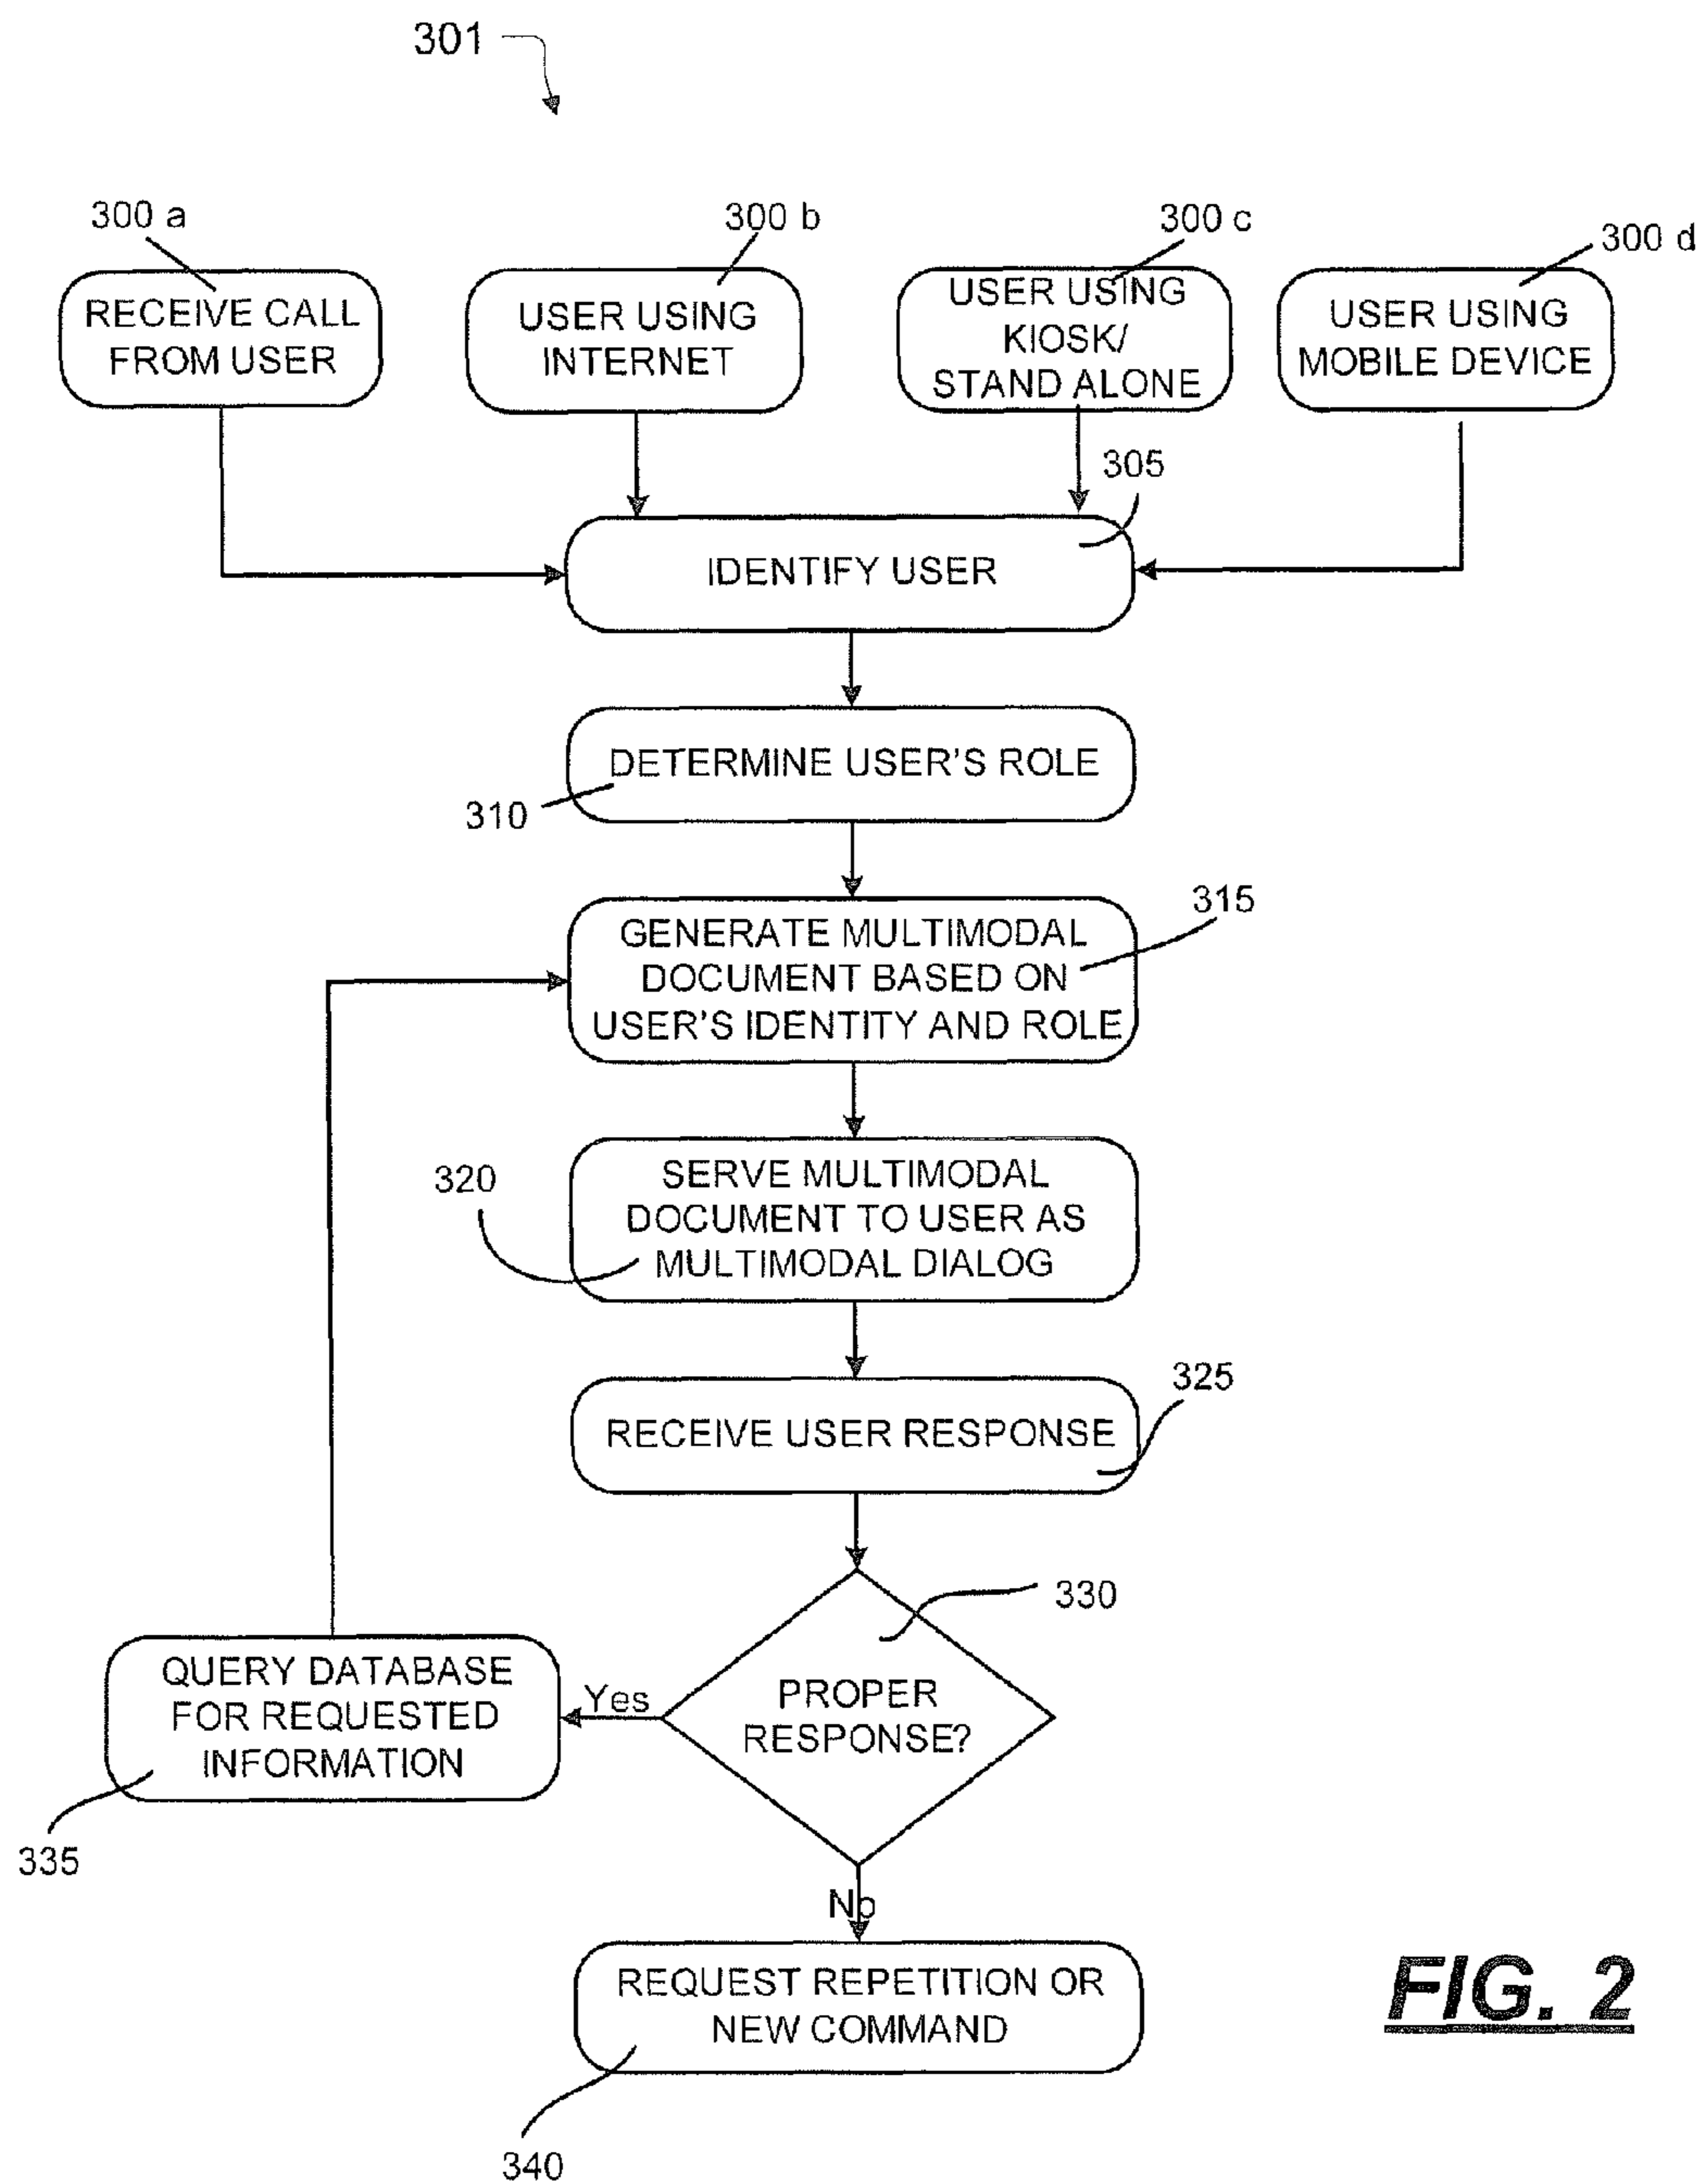 301
300 a
300 b
300 c
300 d
RECEIVE CALL
FROM USER
USER USING
INTERNET
USER USING
KIOSK/
STAND ALONE
USER USING
MOBILE DEVICE
305
IDENTIFY USER
DETERMINE USER'S ROLE
310
315
GENERATE MULTIMODAL
DOCUMENT BASED ON
USER'S IDENTITY AND ROLE
320
SERVE MULTIMODAL
DOCUMENT TO USER AS
MULTIMODAL DIALOG
325
RECEIVE USER RESPONSE
330
PROPER
RESPONSE?
Yes
QUERY DATABASE
FOR REQUESTED
INFORMATION
335
No
REQUEST REPETITION OR
NEW COMMAND
340
FIG. 2